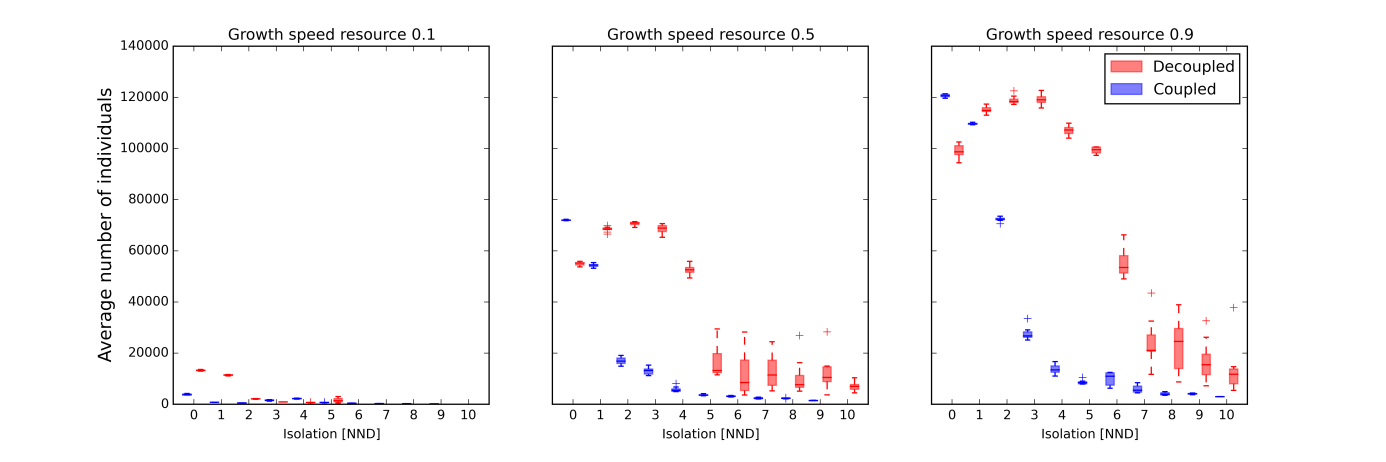 Growth speed resource 0.1
Growth speed resource 0.5
Growth speed resource 0.9
Average number of individuals
140000
120000
100000
80000
60000
40000
20000
0
Decoupled
Coupled
0 1 2 3 4 5 6 7 8 9 10
0 1 2 3 4 5 6 7 8 9 10
0 1 2 3 4 5 6 7 8 9 10
Isolation [NND]
Isolation [NND]
Isolation [NND]